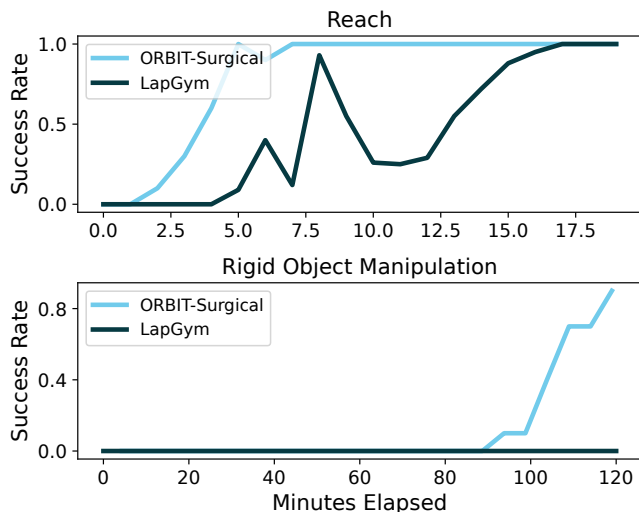 Reach
1.0
0.5
0.0
Success Rate
ORBIT-Surgical
LapGym
0.0 2.5 5.0 7.5 10.0 12.5 15.0 17.5
Rigid Object Manipulation
0.8
0.4
0.0
Success Rate
ORBIT-Surgical
LapGym
0 20 40 60 80 100 120
Minutes Elapsed